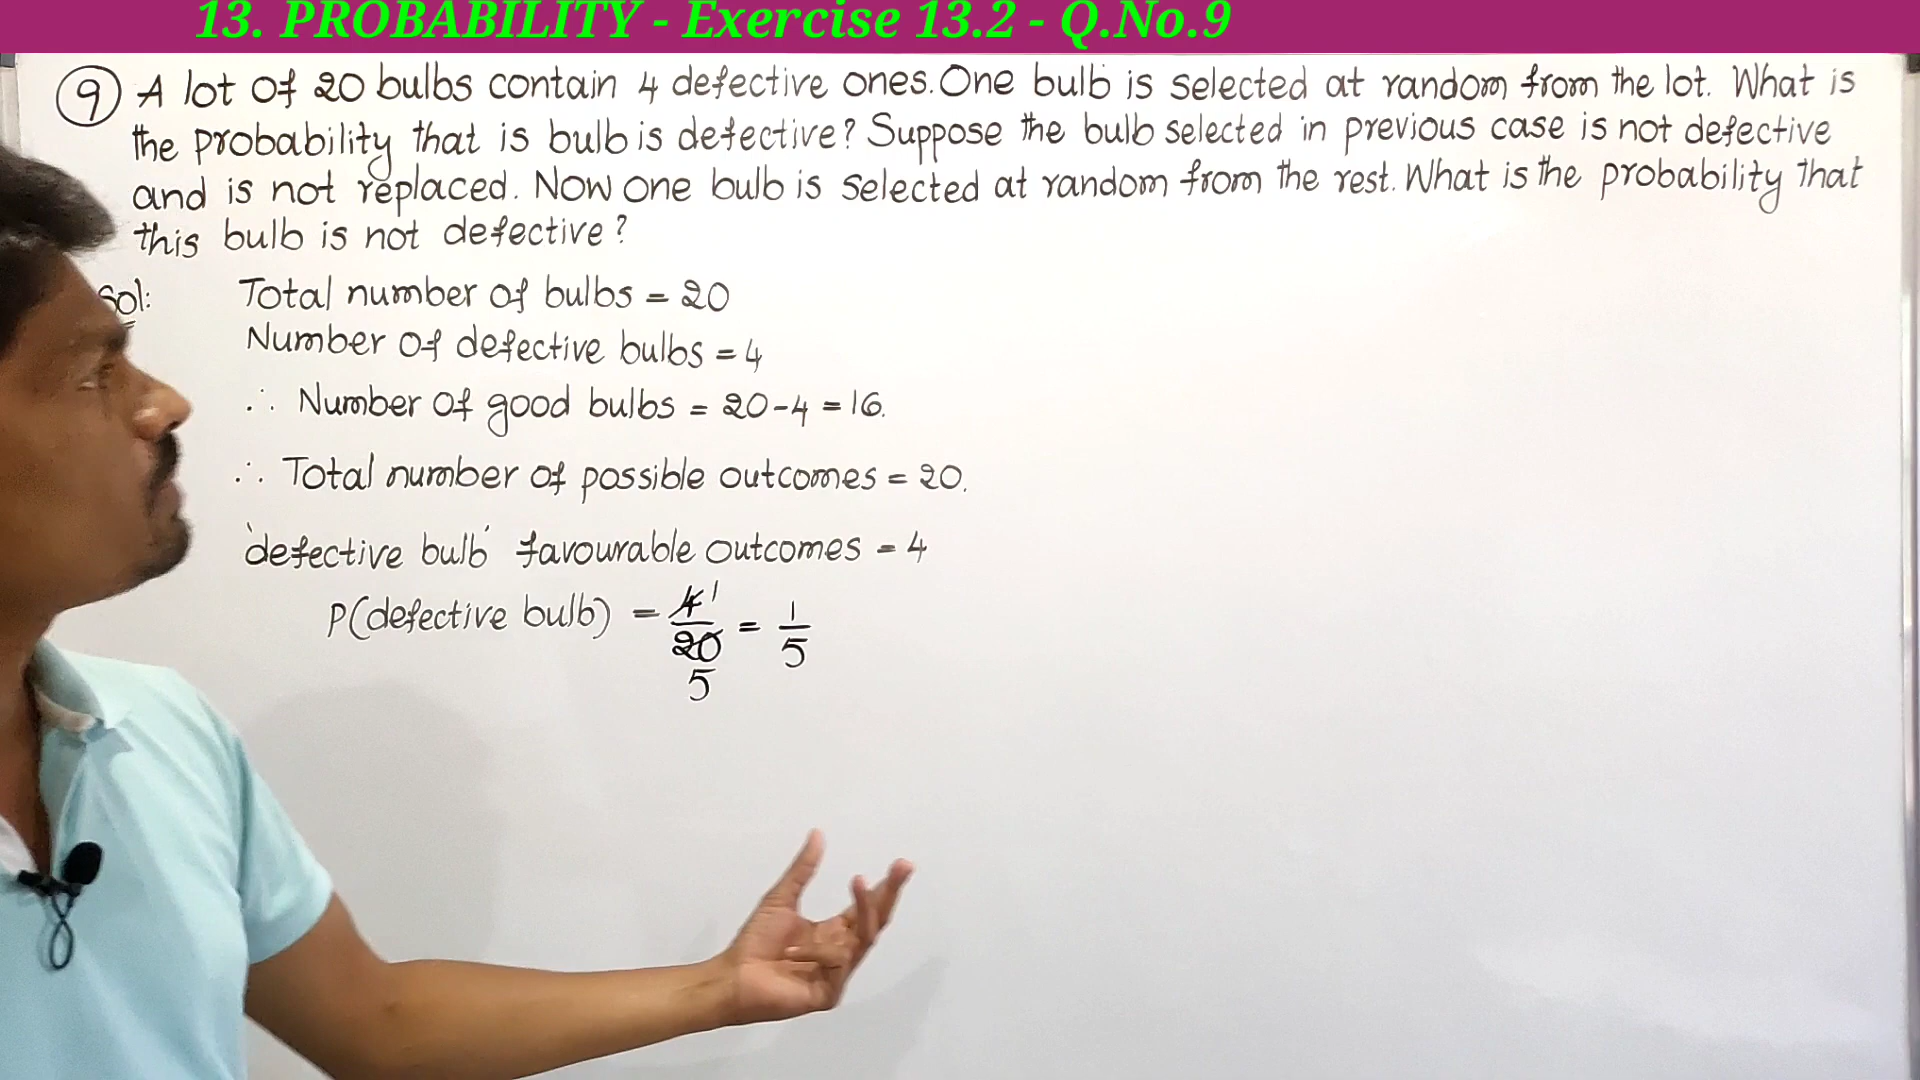 13. PROBABILITY - Exercise 13.2 - Q.No.9
9 A lot of 20 bulbs contain 4 defective ones. One bulb is selected at random from the lot. What is
the probability that is bulb is defective? Suppose the bulb selected in previous case is not defective
and is not replaced. Now one bulb is selected at random from the rest. What is the probability that
this bulb is not defective?
Sol: Total number of bulbs = 20
Number of defective bulbs = 4
∴ Number of good bulbs = 20-4 = 16.
∴ Total number of possible outcomes = 20.
'defective bulb' favourable outcomes = 4
P(defective bulb) = 4/20 = 1/5
1
5